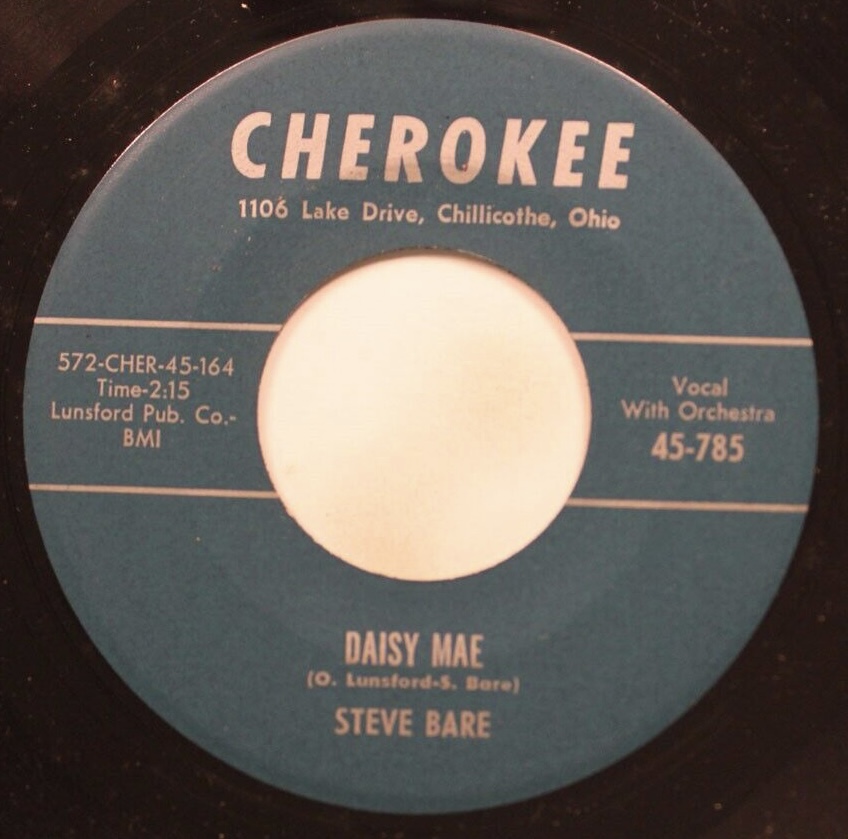 CHEROKEE
1106 Lake Drive, Chillicothe, Ohio
572-CHER-45-164
Time-2:15
Lunsford Pub. Co.-
BMI
Vocal
With Orchestra
45-785
DAISY MAE
(O. Lunsford-S. Bare)
STEVE BARE